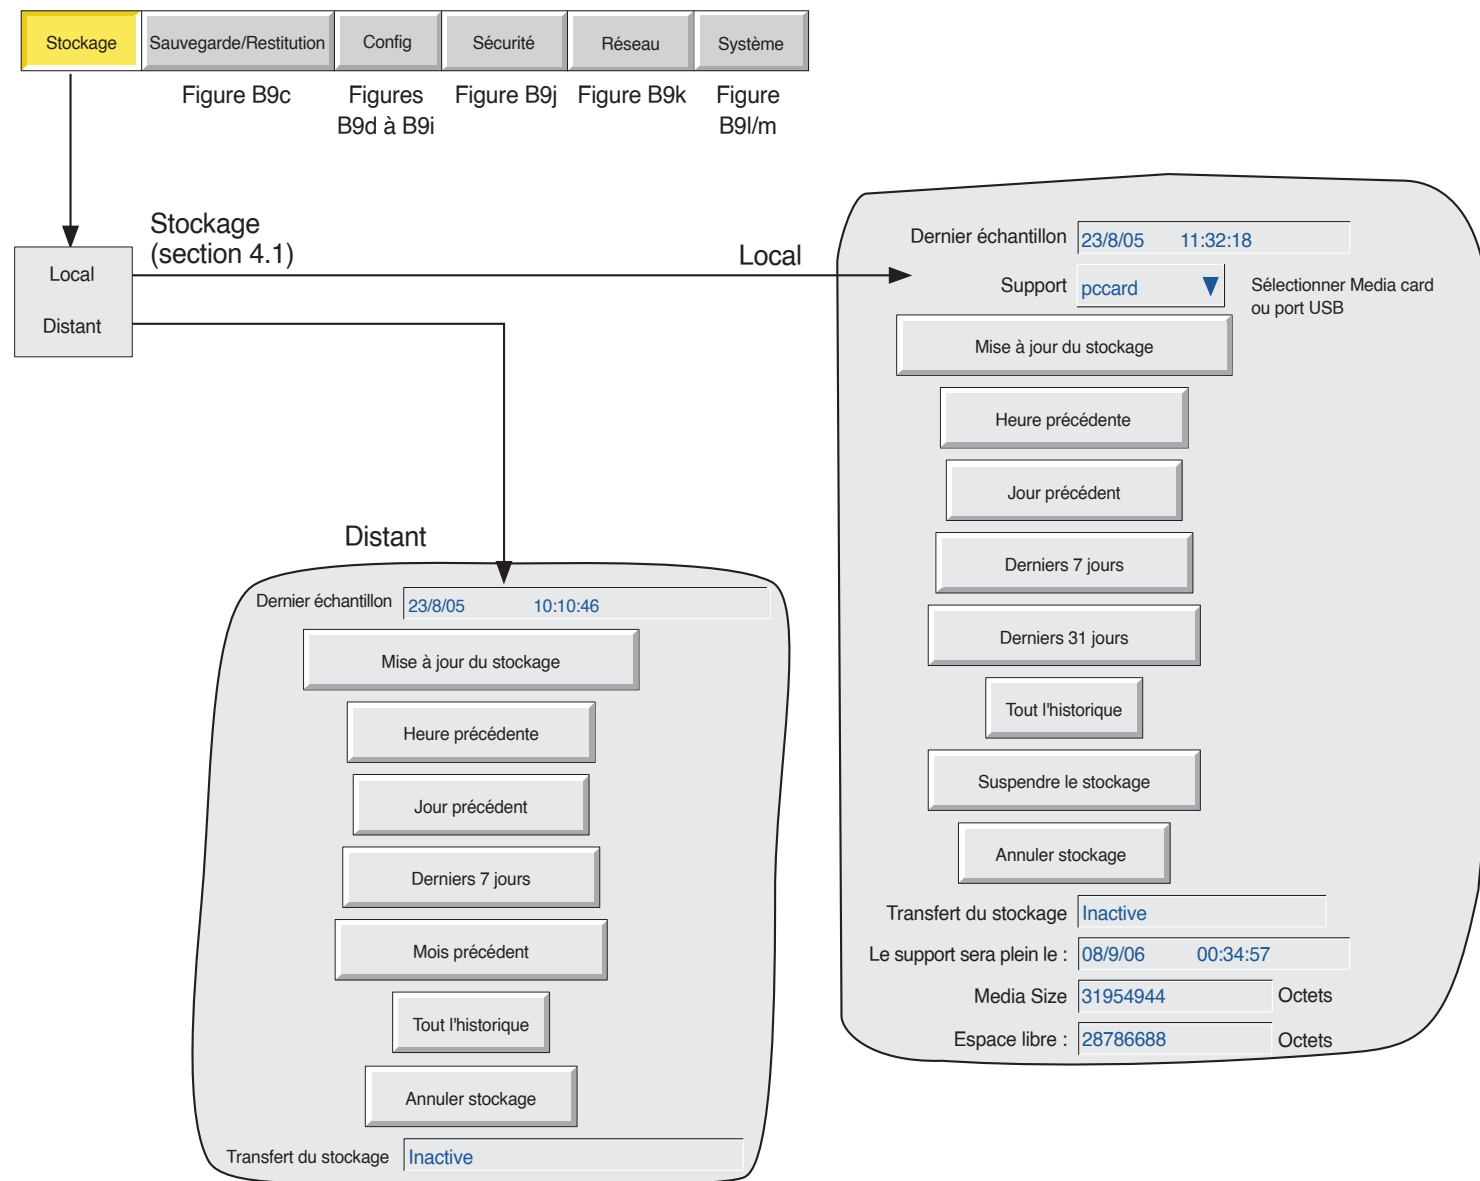 Stockage
Sauvegarde/Restitution
Config
Sécurité
Réseau
Système
Figure B9c
Figures
B9d à B9i
Figure B9j
Figure B9k
Figure
B9l/m
Stockage
(section 4.1)
Local
Local
Distant
Dernier échantillon 23/8/05 11:32:18
Support pccard
Sélectionner Media card
ou port USB
Mise à jour du stockage
Heure précédente
Jour précédent
Derniers 7 jours
Derniers 31 jours
Tout l'historique
Suspendre le stockage
Annuler stockage
Transfert du stockage Inactive
Le support sera plein le : 08/9/06 00:34:57
Media Size 31954944 Octets
Espace libre : 28786688 Octets
Distant
Dernier échantillon 23/8/05 10:10:46
Mise à jour du stockage
Heure précédente
Jour précédent
Derniers 7 jours
Mois précédent
Tout l'historique
Annuler stockage
Transfert du stockage Inactive